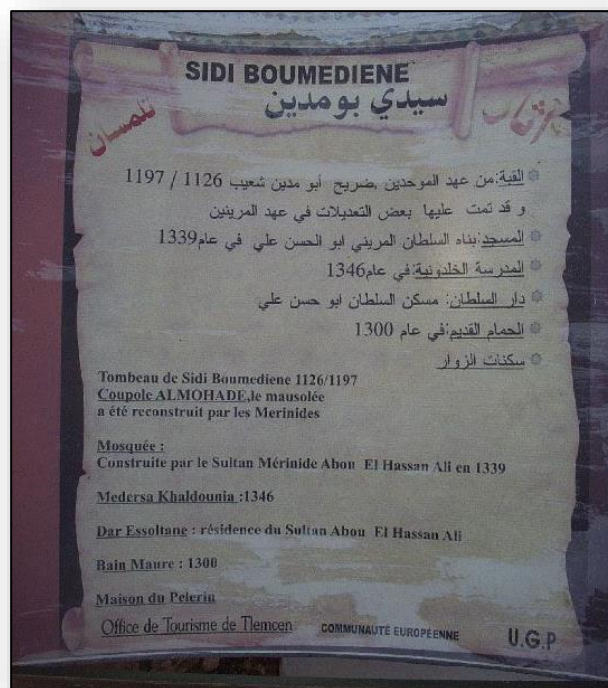 SIDI BOUMEDIENE
سيدي بومدين
تلمسان
القبة:من عهد الموحدين ,ضريح أبو مدين شعيب 1126 / 1197
و قد تمت عليها بعض التعديلات في عهد المرينين
المسجد:بناه السلطان المريني ابو الحسن علي في عام1339
المدرسة الخلدونية:في عام1346
دار السلطان: مسكن السلطان ابو حسن علي
الحمام القديم:في عام 1300
سكنات الزوار
Tombeau de Sidi Boumediene 1126/1197
Coupole ALMOHADE,le mausolée
a été reconstruit par les Merinides
Mosquée :
Construite par le Sultan Mérinide Abou El Hassan Ali en 1339
Medersa Khaldounia :1346
Dar Essoltane : résidence du Sultan Abou El Hassan Ali
Bain Maure : 1300
Maison du Pelerin
Office de Tourisme de Tlemcen
COMMUNAUTÉ EUROPÉENNE
U.G.P